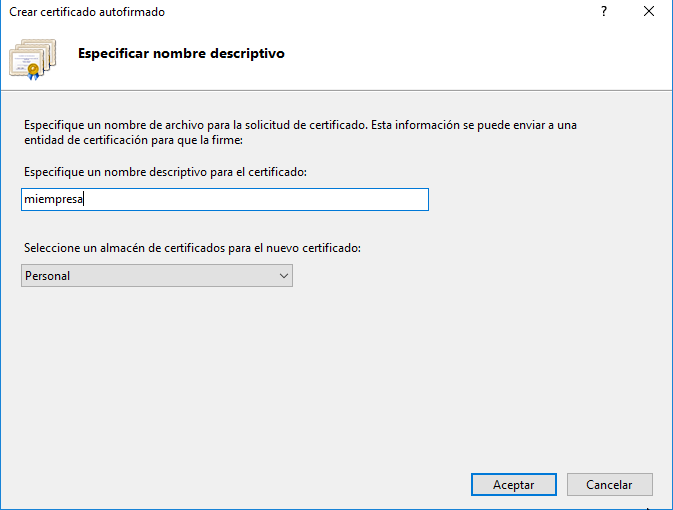 Crear certificado autofirmado
?
Especificar nombre descriptivo
Especifique un nombre de archivo para la solicitud de certificado. Esta información se puede enviar a una
entidad de certificación para que la firme:
Especifique un nombre descriptivo para el certificado:
miempresa
Seleccione un almacén de certificados para el nuevo certificado:
Personal
Aceptar
Cancelar